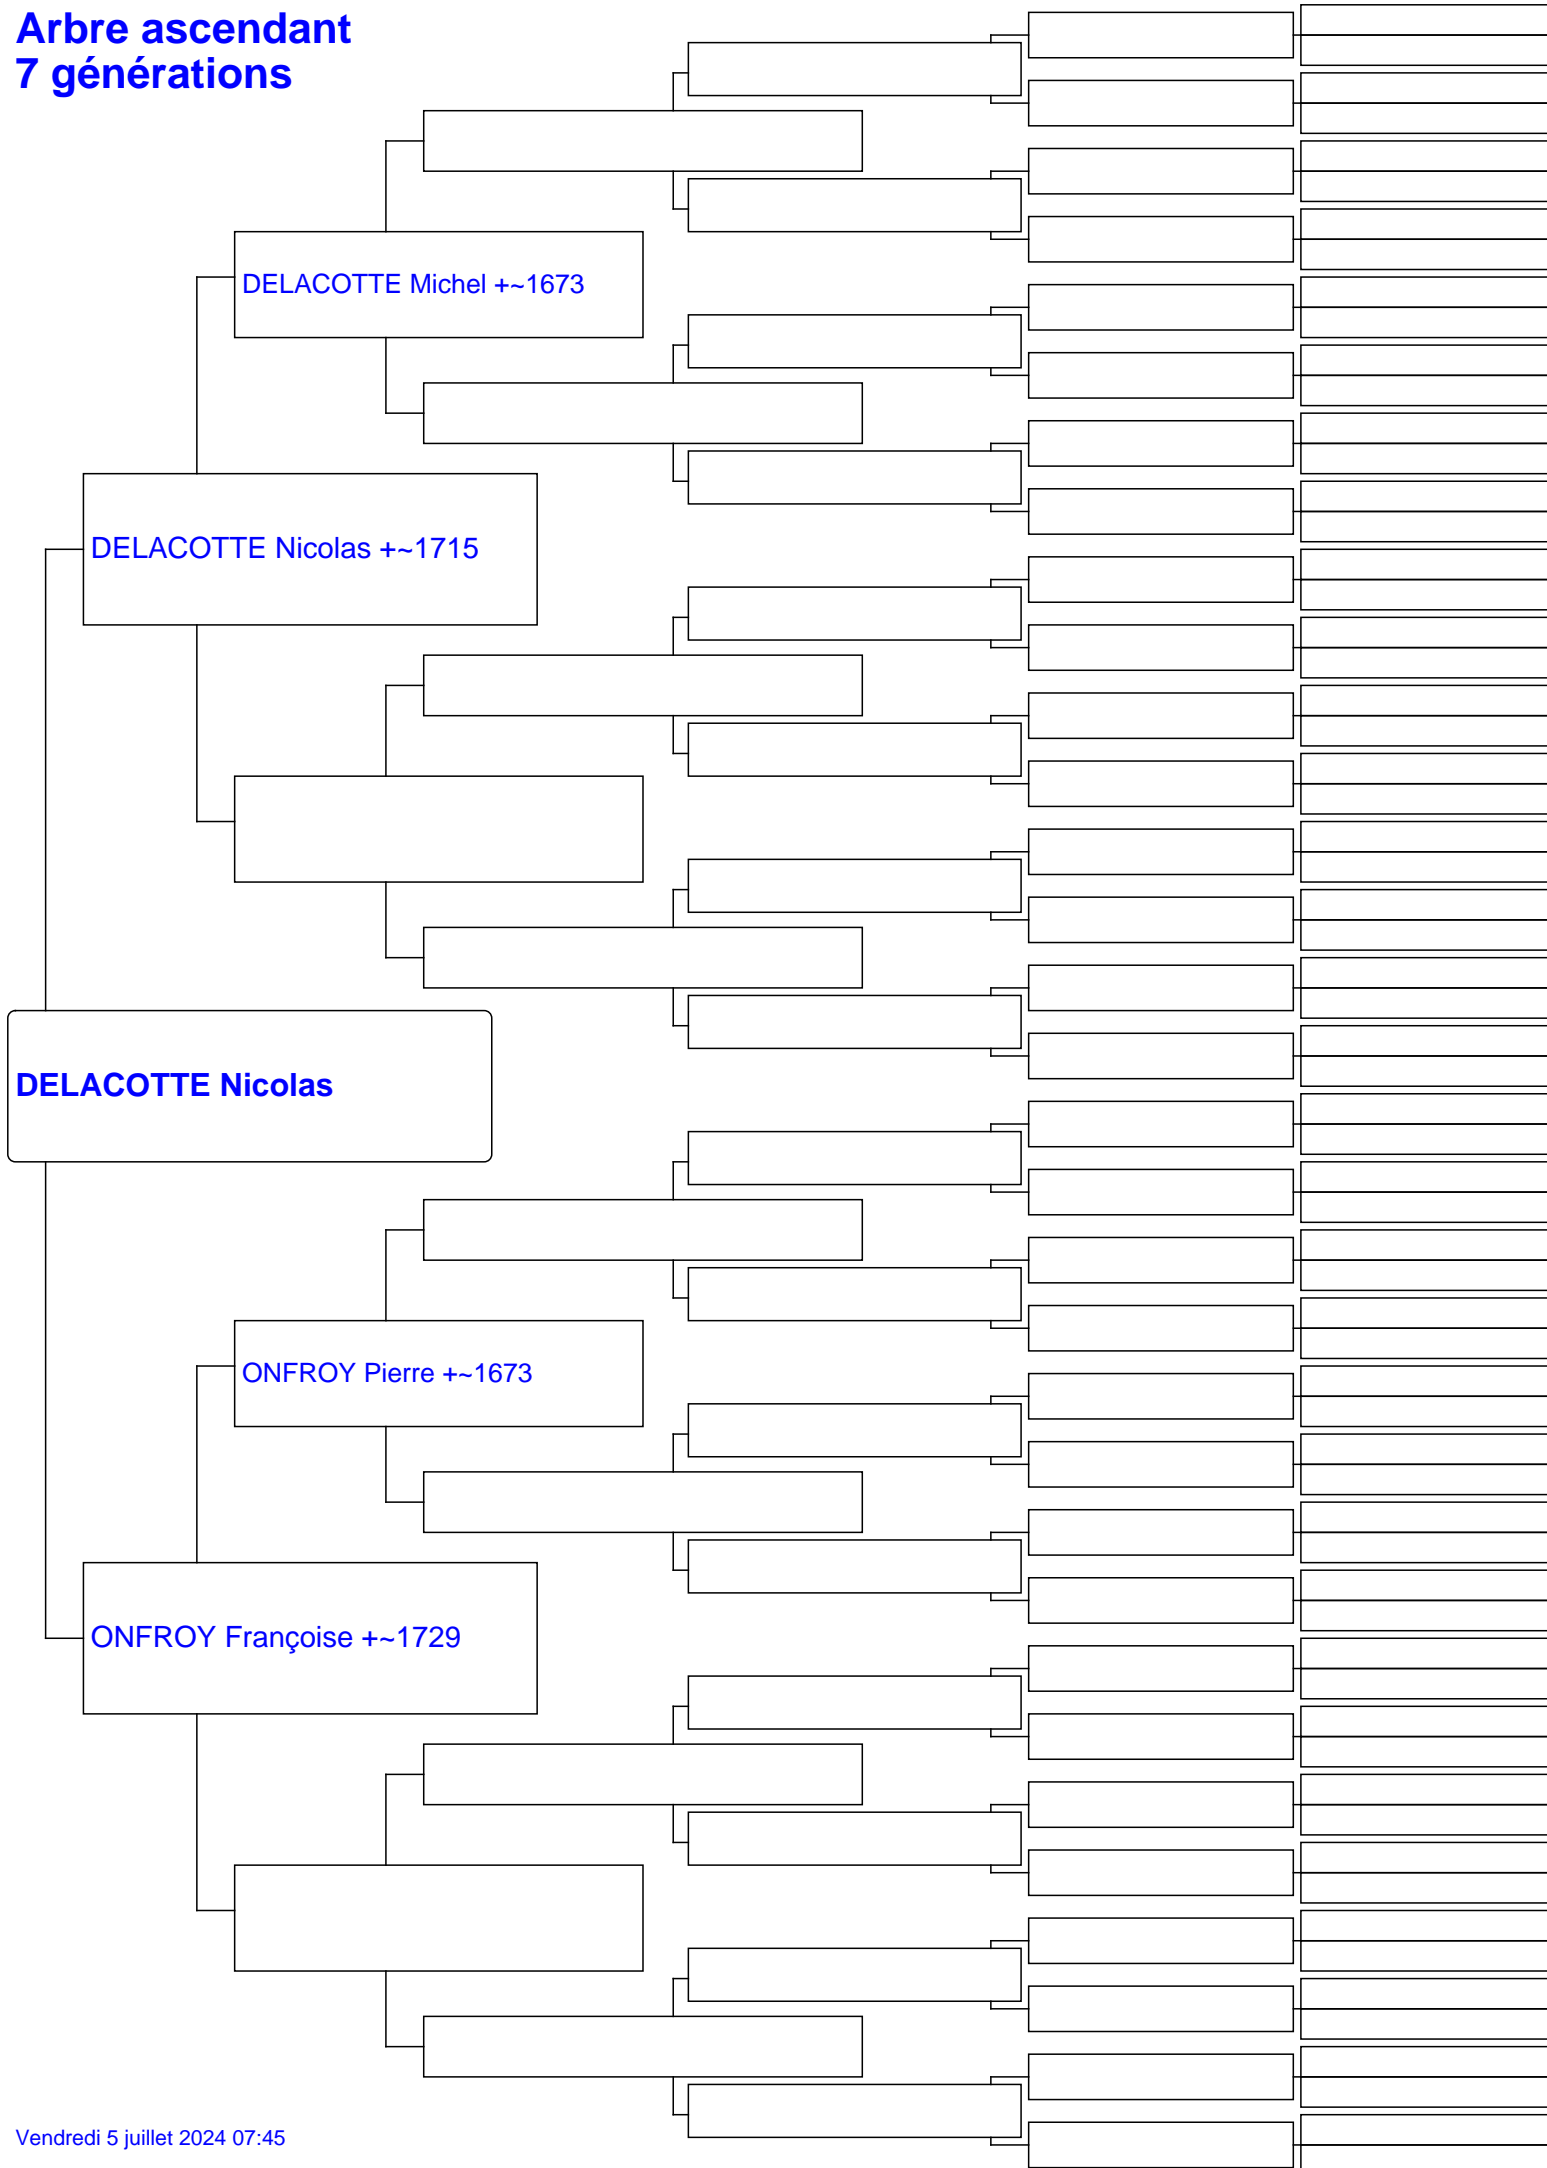 Arbre ascendant
7 générations
DELACOTTE Michel +~1673
DELACOTTE Nicolas +~1715
DELACOTTE Nicolas
ONFROY Pierre +~1673
ONFROY Françoise +~1729
Vendredi 5 juillet 2024 07:45